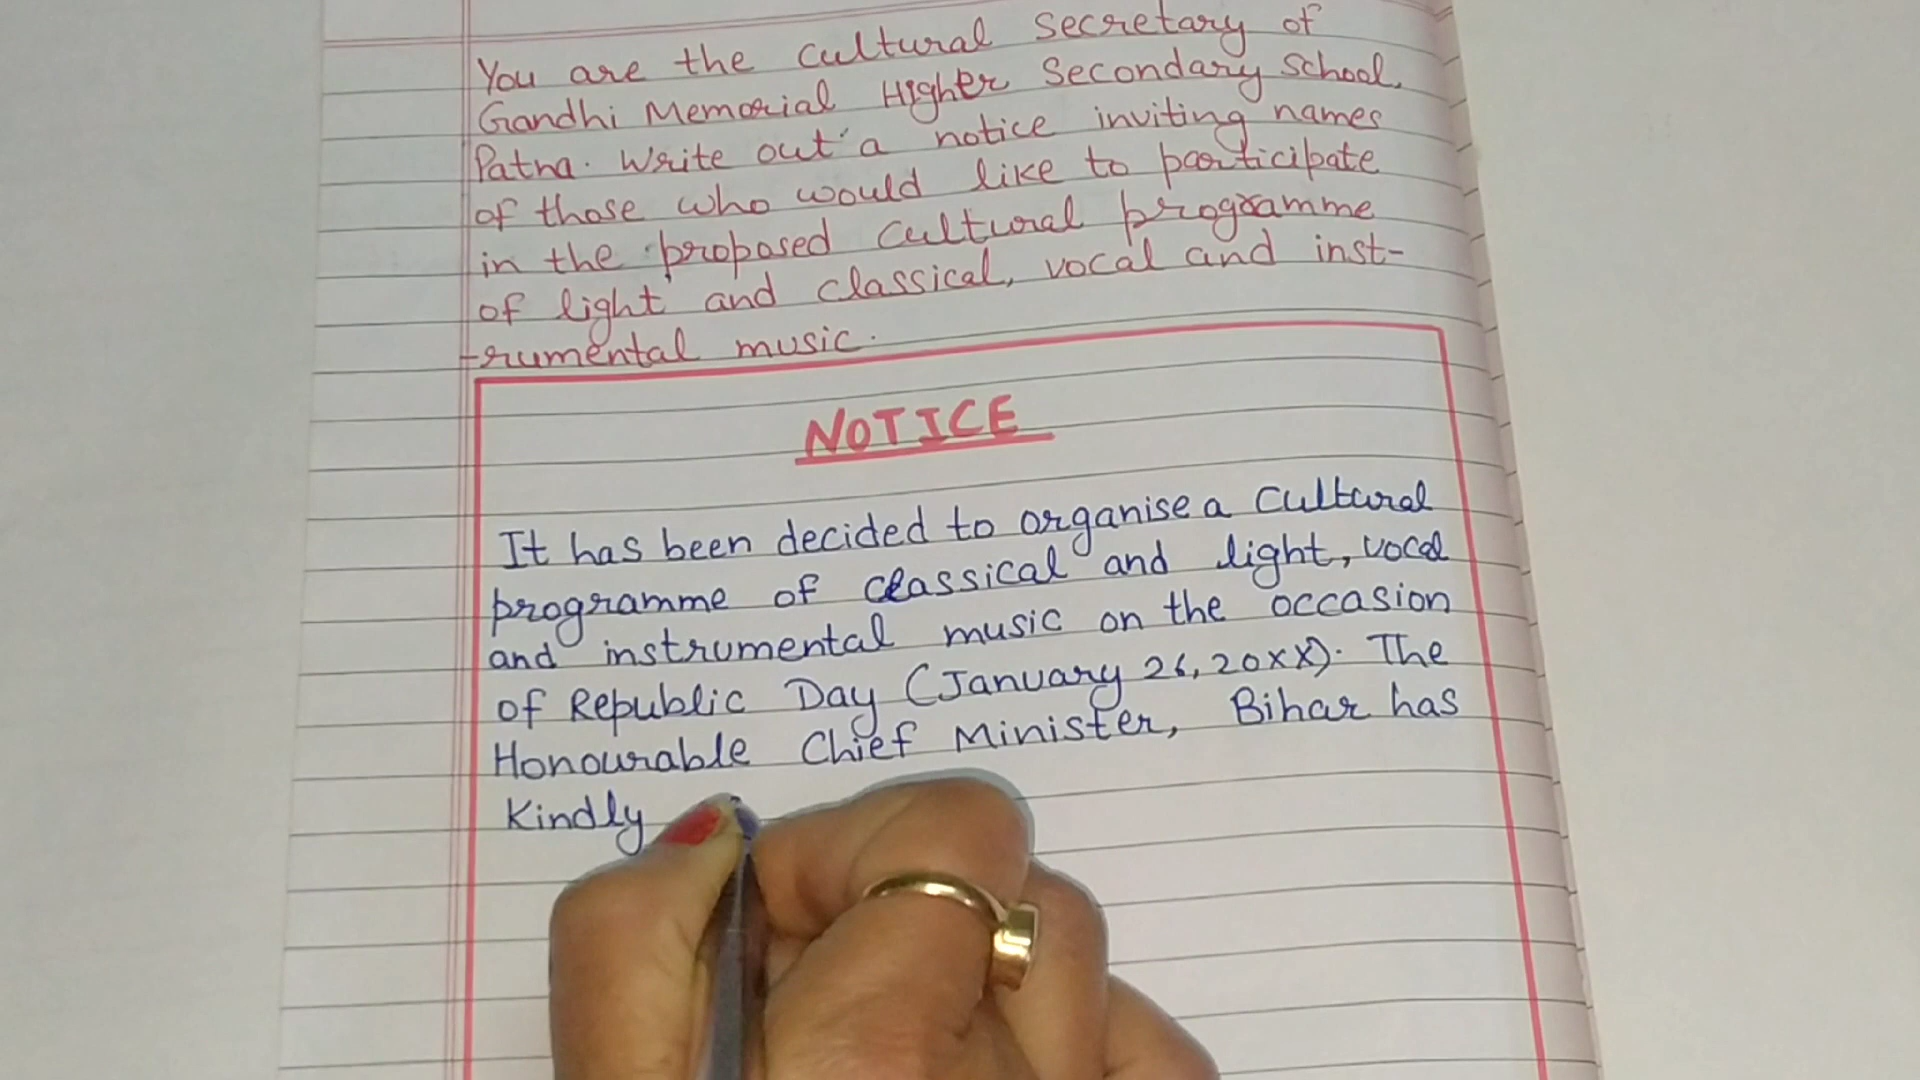 You are the cultural Secretary of
Gandhi Memorial Higher Secondary School,
Patna. Write out a notice inviting names
of those who would like to participate
in the proposed cultural programme
of light and classical, vocal and inst-
-rumental music.
NOTICE
It has been decided to organise a cultural
programme of classical and light, vocal
and instrumental music on the occasion
of Republic Day (January 26, 20XX). The
Honourable Chief Minister, Bihar has
Kindly